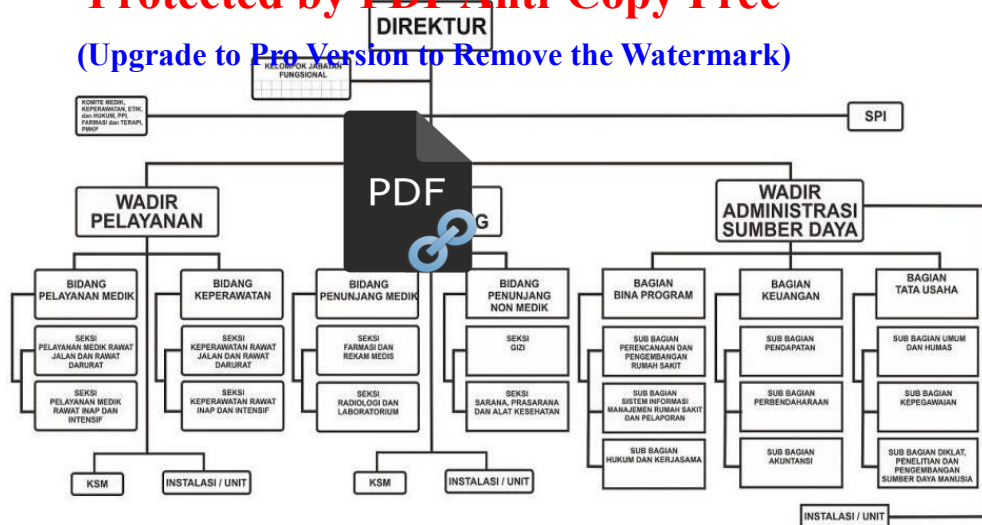 Protected by PDF Anti-Copy Free
(Upgrade to Pro Version to Remove the Watermark)
DIREKTUR
KELOMPOK JABATAN
FUNGSIONAL
KOMITE MEDIK,
KEPERAWATAN, ETIK,
dan HUKUM, PPI,
FARMASI dan TERAPI,
PMKP
SPI
PDF
WADIR
PELAYANAN
G
WADIR
ADMINISTRASI
SUMBER DAYA
BIDANG
PELAYANAN MEDIK
BIDANG
KEPERAWATAN
BIDANG
PENUNJANG MEDIK
BIDANG
PENUNJANG
NON MEDIK
BAGIAN
BINA PROGRAM
BAGIAN
KEUANGAN
BAGIAN
TATA USAHA
SEKSI
PELAYANAN MEDIK RAWAT
JALAN DAN RAWAT
DARURAT
SEKSI
KEPERAWATAN RAWAT
JALAN DAN RAWAT
DARURAT
SEKSI
FARMASI DAN
REKAM MEDIS
SEKSI
GIZI
SUB BAGIAN
PERENCANAAN DAN
PENGEMBANGAN
RUMAH SAKIT
SUB BAGIAN
PENDAPATAN
SUB BAGIAN UMUM
DAN HUMAS
SEKSI
PELAYANAN MEDIK
RAWAT INAP DAN
INTENSIF
SEKSI
KEPERAWATAN RAWAT
INAP DAN INTENSIF
SEKSI
RADIOLOGI DAN
LABORATORIUM
SEKSI
SARANA, PRASARANA
DAN ALAT KESEHATAN
SUB BAGIAN
SISTEM INFORMASI
MANAJEMEN RUMAH SAKIT
DAN PELAPORAN
SUB BAGIAN
PERBENDAHARAAN
SUB BAGIAN
KEPEGAWAIAN
SUB BAGIAN
HUKUM DAN KERJASAMA
SUB BAGIAN
AKUNTANSI
SUB BAGIAN DIKLAT,
PENELITIAN DAN
PENGEMBANGAN
SUMBER DAYA MANUSIA
KSM
INSTALASI / UNIT
KSM
INSTALASI / UNIT
INSTALASI / UNIT